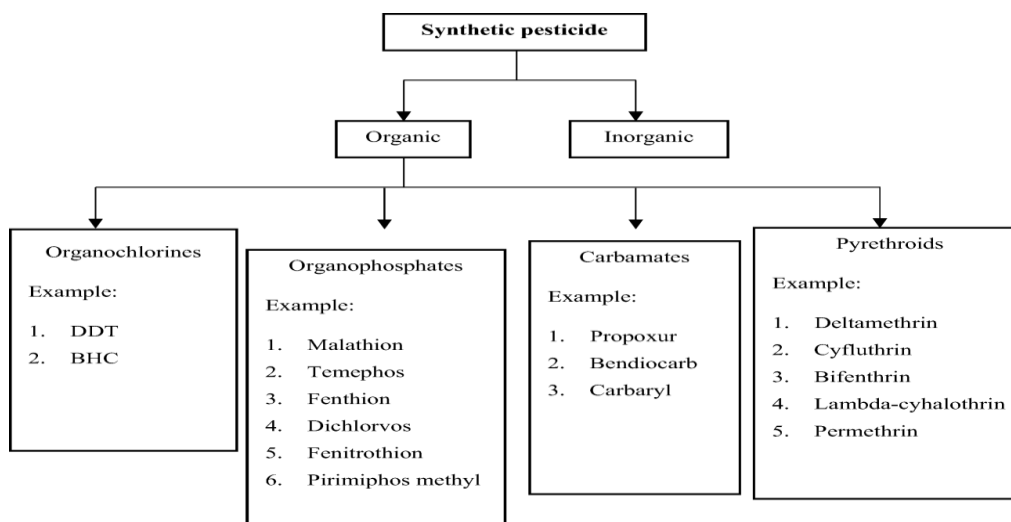 Synthetic pesticide
Organic
Inorganic
Organochlorines
Example:
1. DDT
2. BHC
Organophosphates
Example:
1. Malathion
2. Temephos
3. Fenthion
4. Dichlorvos
5. Fenitrothion
6. Pirimiphos methyl
Carbamates
Example:
1. Propoxur
2. Bendiocarb
3. Carbaryl
Pyrethroids
Example:
1. Deltamethrin
2. Cyfluthrin
3. Bifenthrin
4. Lambda-cyhalothrin
5. Permethrin